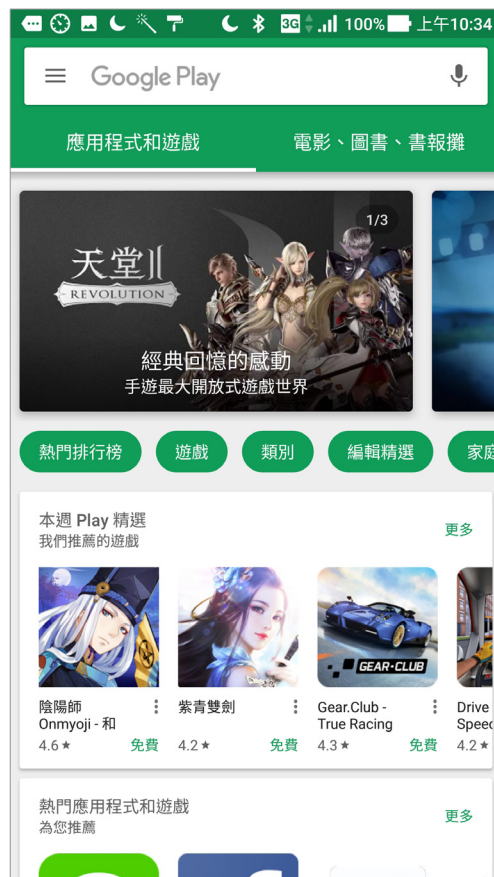 3G 100% 上午10:34
Google Play
應用程式和遊戲 電影、圖書、書報攤
1/3
天堂II
REVOLUTION
經典回憶的感動
手遊最大開放式遊戲世界
熱門排行榜 遊戲 類別 編輯精選 家庭
本週 Play 精選
更多
我們推薦的遊戲
GEAR•CLUB
陰陽師 紫青雙劍 Gear.Club - Drive
Onmyoji - 和 True Racing Speed
4.6★ 免費 4.2★ 免費 4.3★ 免費 4.2★
熱門應用程式和遊戲
更多
為您推薦